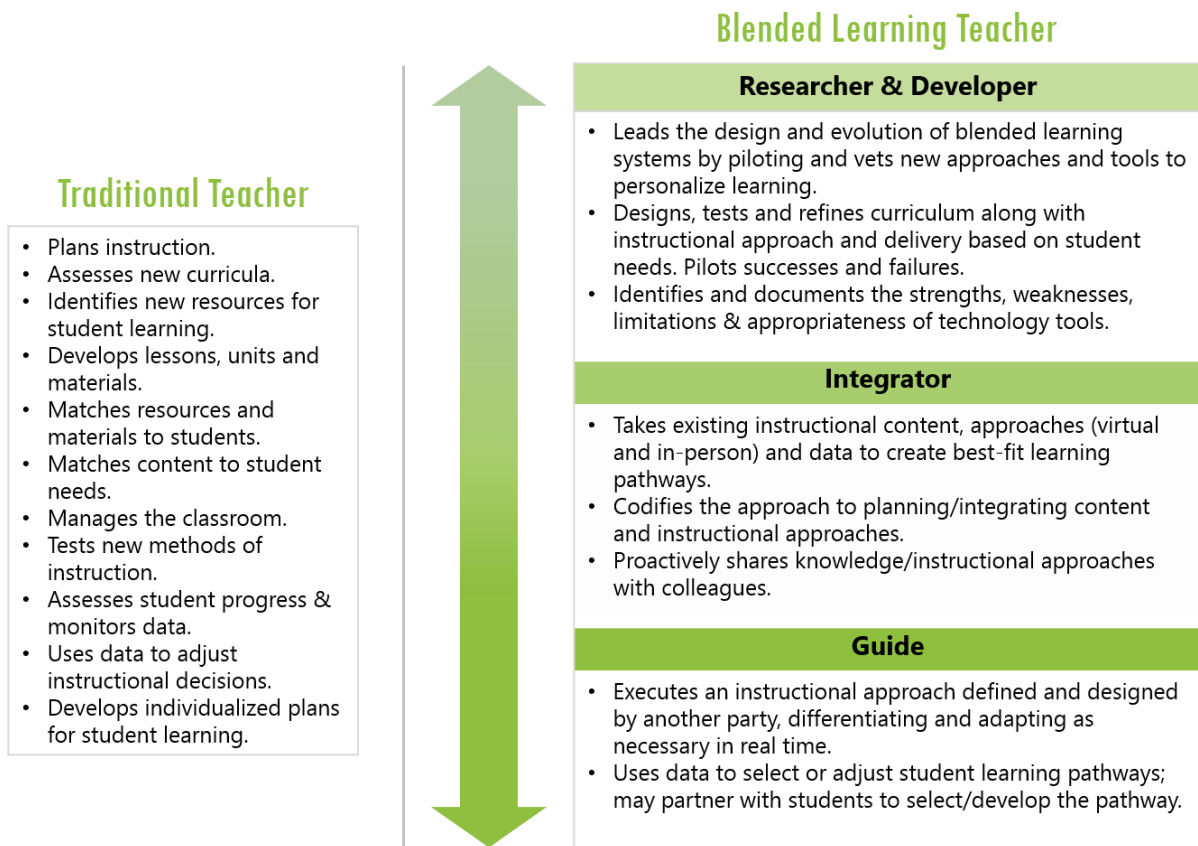 Traditional Teacher
• Plans instruction.
• Assesses new curricula.
• Identifies new resources for
student learning.
• Develops lessons, units and
materials.
• Matches resources and
materials to students.
• Matches content to student
needs.
• Manages the classroom.
• Tests new methods of
instruction.
• Assesses student progress &
monitors data.
• Uses data to adjust
instructional decisions.
• Develops individualized plans
for student learning.
Blended Learning Teacher
Researcher & Developer
• Leads the design and evolution of blended learning
systems by piloting and vets new approaches and tools to
personalize learning.
• Designs, tests and refines curriculum along with
instructional approach and delivery based on student
needs. Pilots successes and failures.
• Identifies and documents the strengths, weaknesses,
limitations & appropriateness of technology tools.
Integrator
• Takes existing instructional content, approaches (virtual
and in-person) and data to create best-fit learning
pathways.
• Codifies the approach to planning/integrating content
and instructional approaches.
• Proactively shares knowledge/instructional approaches
with colleagues.
Guide
• Executes an instructional approach defined and designed
by another party, differentiating and adapting as
necessary in real time.
• Uses data to select or adjust student learning pathways;
may partner with students to select/develop the pathway.